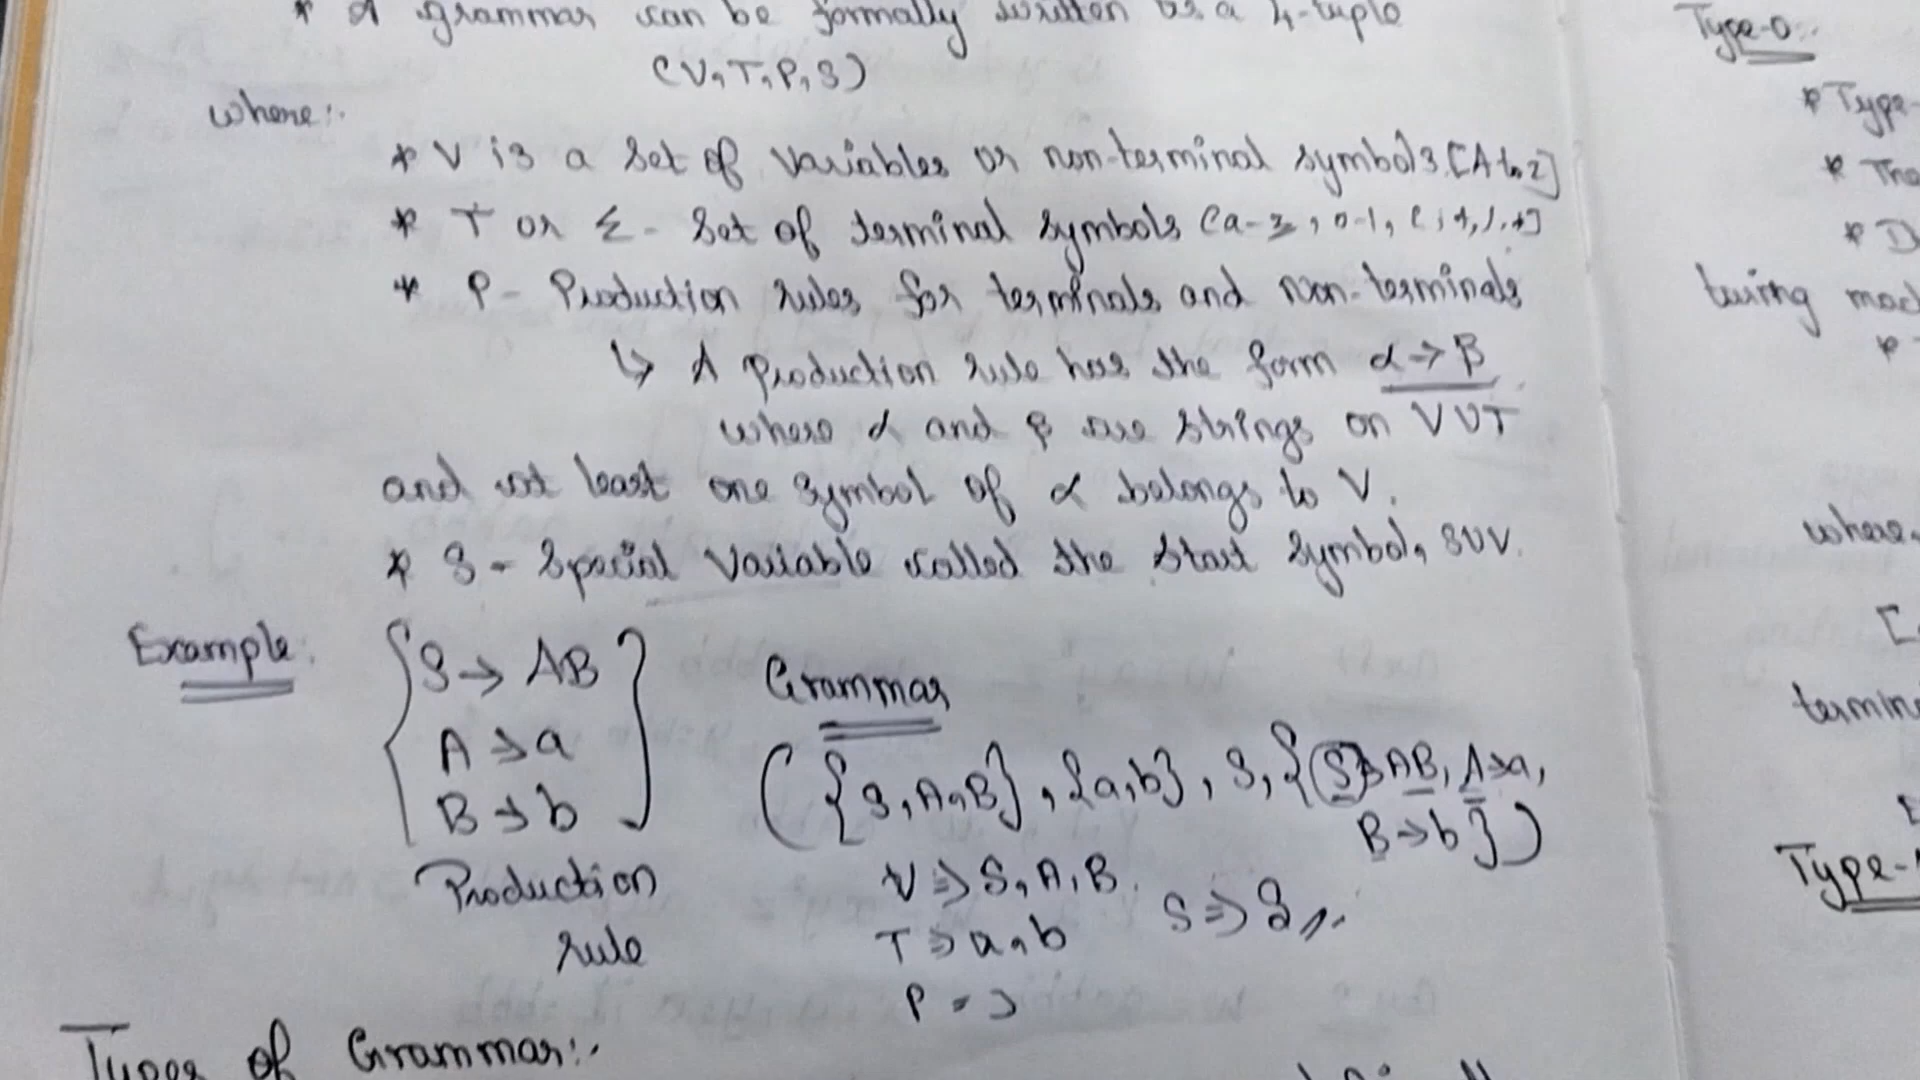 * A grammar can be formally written as a 4-tuple
(V, T, P, S)
where:-
* V is a set of variables or non-terminal symbols. [A to Z]
* T or Σ - Set of terminal symbols
* P - Production rules for terminals and non-terminals
↳ A production rule has the form α → β
where α and β are strings on V U T
and at least one symbol of α belongs to V.
* S - Special Variable called the Start Symbol, S U V.
Example:
S → AB
A → a
B → b
Production
rule
Grammar
({S, A, B}, {a, b}, S, {S → AB, A → a,
B → b})
V ⇒ S, A, B
T ⇒ a, b
S ⇒ S
P =>
Types of Grammar:-
Type-0:-
* Type-
* The
* D
turing mac
*
where,
[
termin
Type-